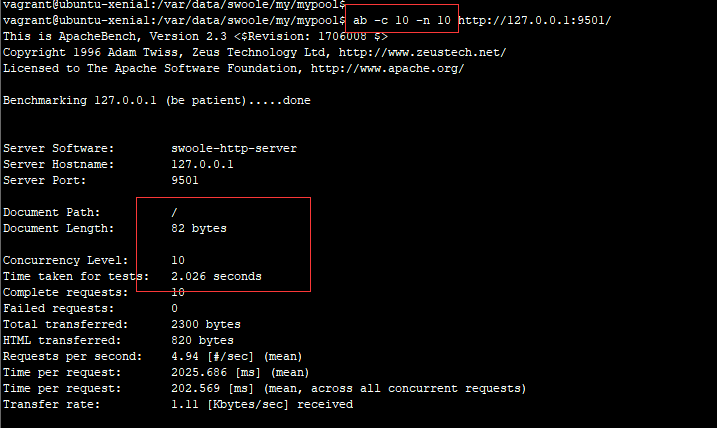 vagrant@ubuntu-xenial:/var/data/swoole/my/mypool$
vagrant@ubuntu-xenial:/var/data/swoole/my/mypool$ ab -c 10 -n 10 http://127.0.0.1:9501/
This is ApacheBench, Version 2.3 <$Revision: 1706008 $>
Copyright 1996 Adam Twiss, Zeus Technology Ltd, http://www.zeustech.net/
Licensed to The Apache Software Foundation, http://www.apache.org/
Benchmarking 127.0.0.1 (be patient).....done
Server Software: swoole-http-server
Server Hostname: 127.0.0.1
Server Port: 9501
Document Path: /
Document Length: 82 bytes
Concurrency Level: 10
Time taken for tests: 2.026 seconds
Complete requests: 10
Failed requests: 0
Total transferred: 2300 bytes
HTML transferred: 820 bytes
Requests per second: 4.94 [#/sec] (mean)
Time per request: 2025.686 [ms] (mean)
Time per request: 202.569 [ms] (mean, across all concurrent requests)
Transfer rate: 1.11 [Kbytes/sec] received